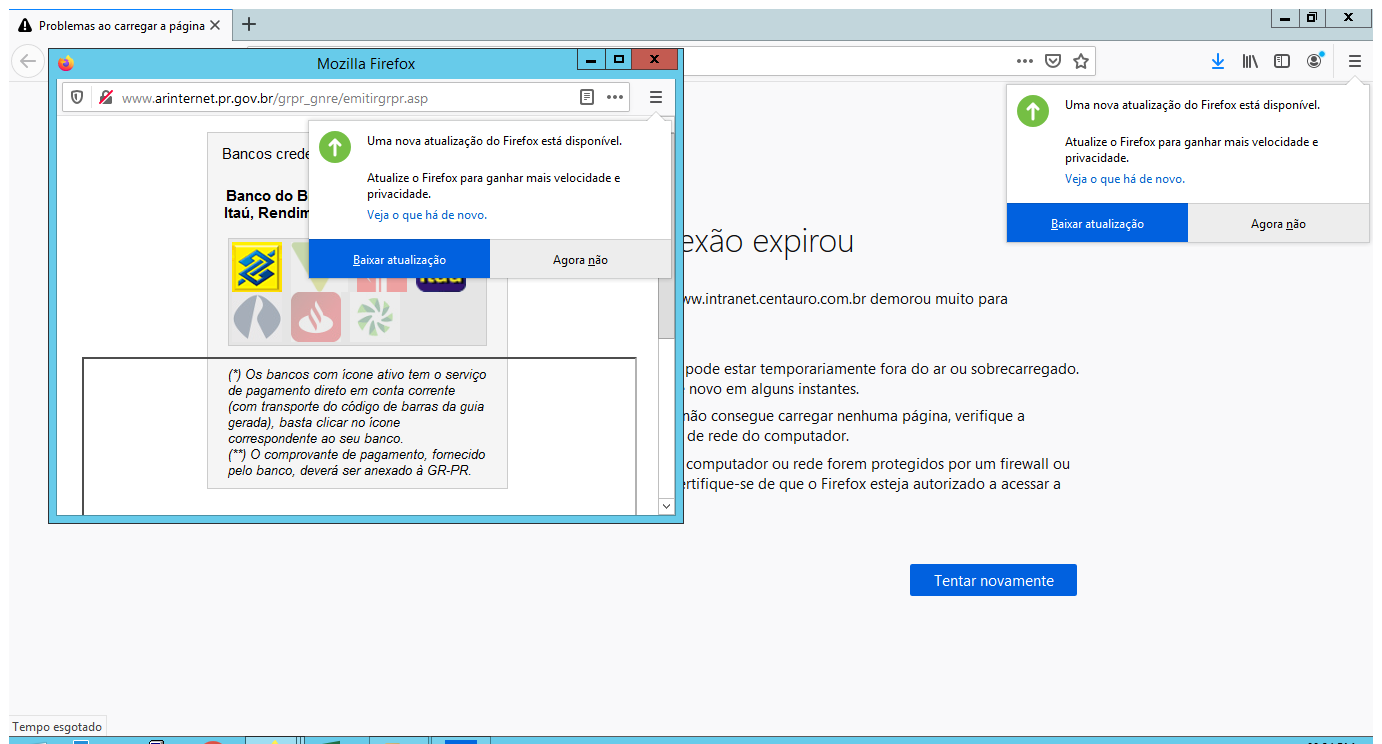 Problemas ao carregar a página
Mozilla Firefox
www.arinternet.pr.gov.br/grpr_gnre/emitirgrpr.asp
Uma nova atualização do Firefox está disponível.
Atualize o Firefox para ganhar mais velocidade e
privacidade.
Veja o que há de novo.
Baixar atualização
Agora não
Bancos crede
Banco do B
Itaú, Rendim
(*) Os bancos com ícone ativo tem o serviço
de pagamento direto em conta corrente
(com transporte do código de barras da guia
gerada), basta clicar no ícone
correspondente ao seu banco.
(**) O comprovante de pagamento, fornecido
pelo banco, deverá ser anexado à GR-PR.
Uma nova atualização do Firefox está disponível.
Atualize o Firefox para ganhar mais velocidade e
privacidade.
Veja o que há de novo.
Baixar atualização
Agora não
exão expirou
ww.intranet.centauro.com.br demorou muito para
pode estar temporariamente fora do ar ou sobrecarregado.
novo em alguns instantes.
não consegue carregar nenhuma página, verifique a
de rede do computador.
computador ou rede forem protegidos por um firewall ou
ertifique-se de que o Firefox esteja autorizado a acessar a
Tentar novamente
Tempo esgotado